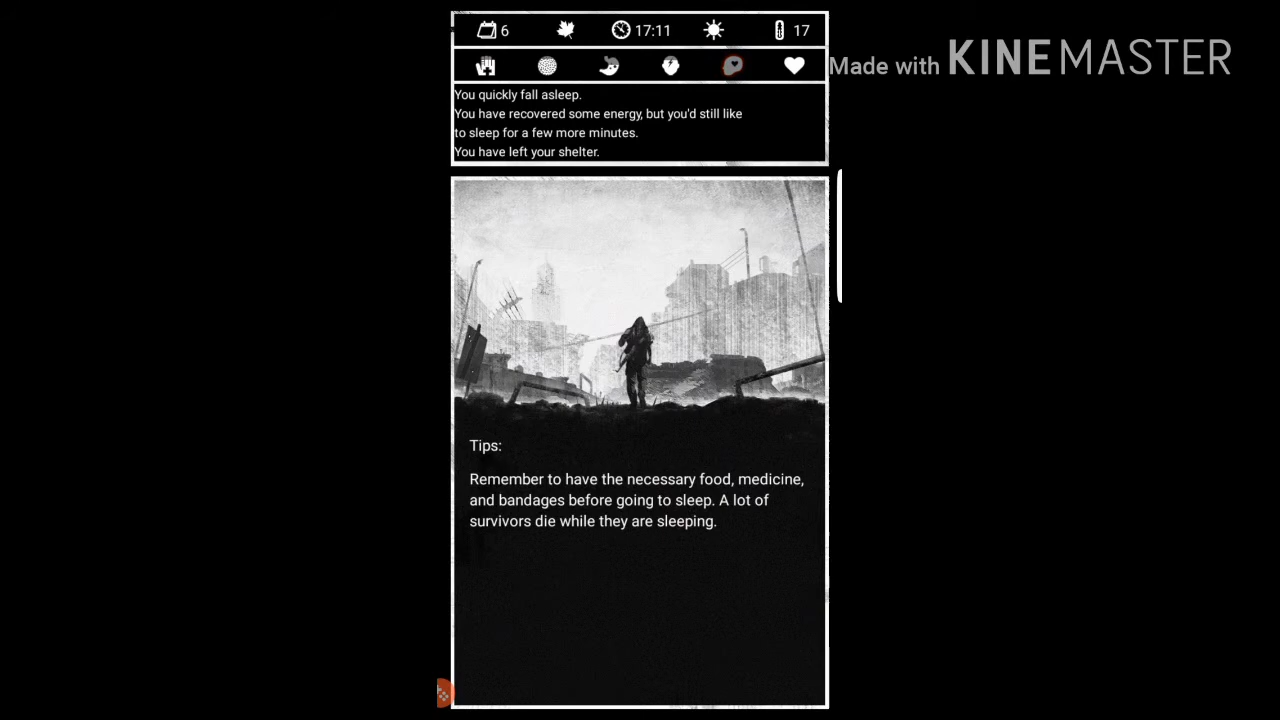 6 17:11 17
Made with KINEMASTER
You quickly fall asleep.
You have recovered some energy, but you'd still like
to sleep for a few more minutes.
You have left your shelter.
Tips:
Remember to have the necessary food, medicine,
and bandages before going to sleep. A lot of
survivors die while they are sleeping.